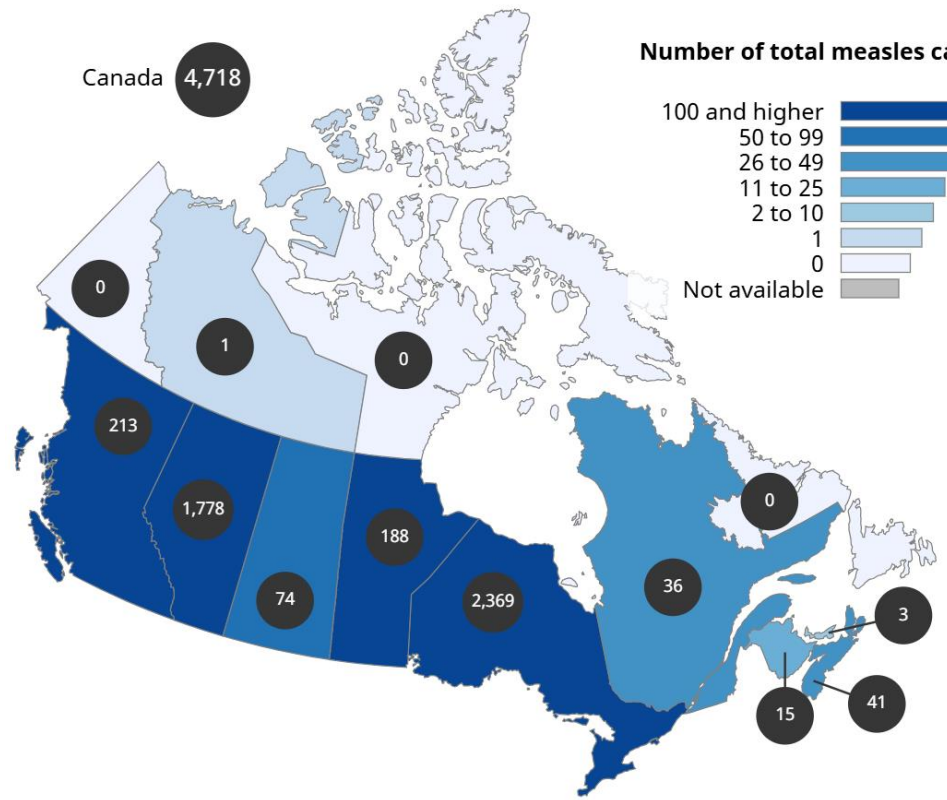 Canada 4,718
Number of total measles ca
100 and higher
50 to 99
26 to 49
11 to 25
2 to 10
1
0
Not available
0
1
0
213
1,778
74
188
2,369
36
0
3
15
41